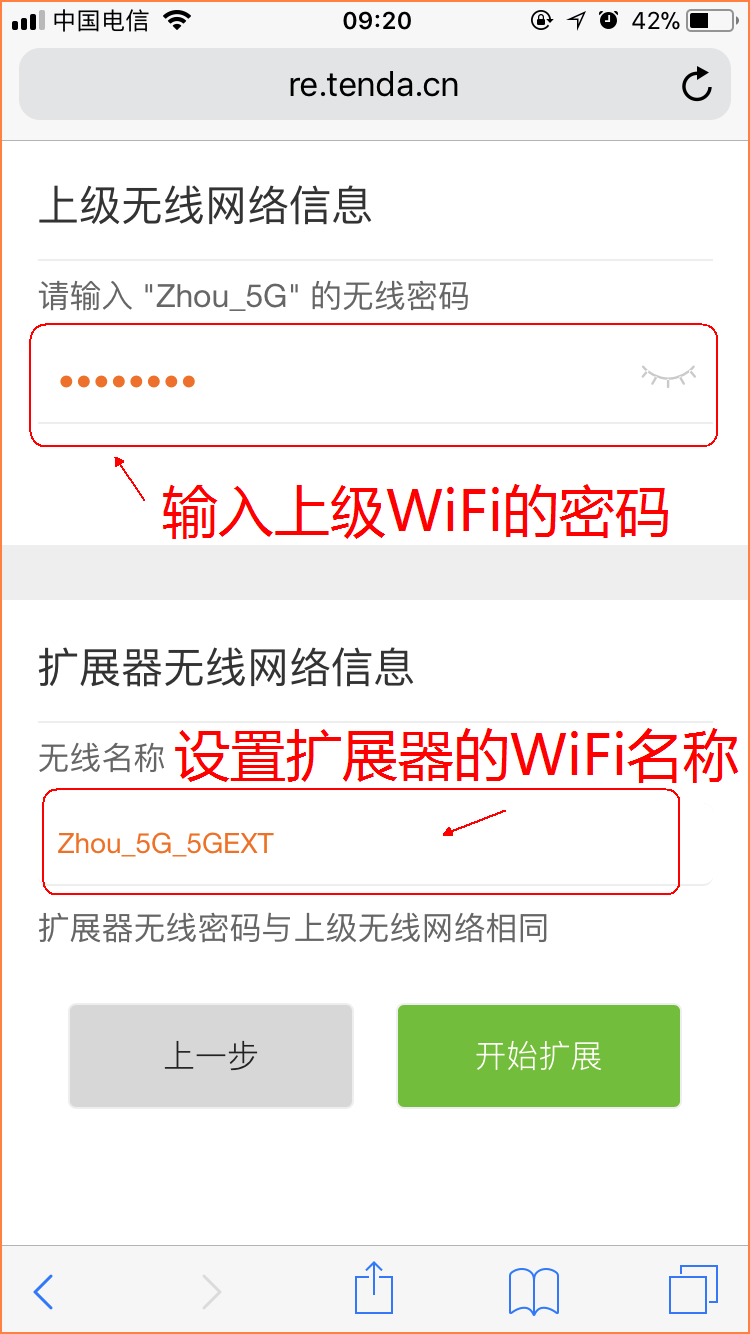 中国电信 09:20 42%
re.tenda.cn
上级无线网络信息
请输入 "Zhou_5G" 的无线密码
••••••••
输入上级WiFi的密码
扩展器无线网络信息
无线名称 设置扩展器的WiFi名称
Zhou_5G_5GEXT
扩展器无线密码与上级无线网络相同
上一步 开始扩展